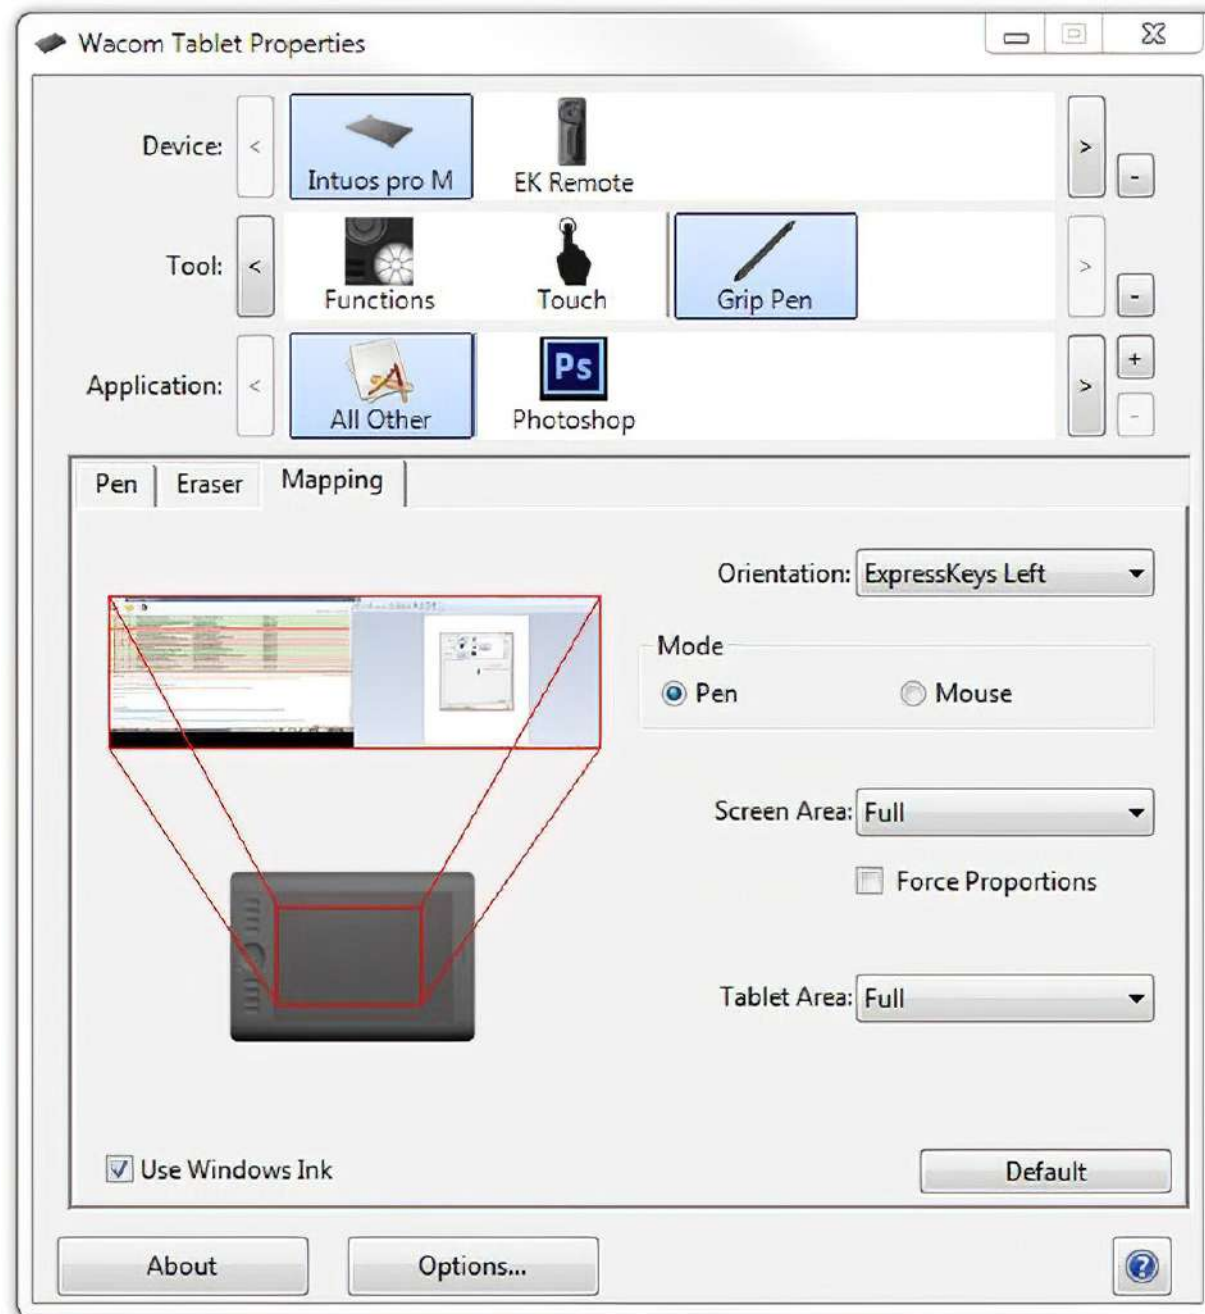 Wacom Tablet Properties
Device:
<
Intuos pro M
EK Remote
>
-
Tool:
<
Functions
Touch
Grip Pen
>
-
Application:
<
All Other
Ps
Photoshop
>
+
-
Pen
Eraser
Mapping
Orientation: ExpressKeys Left
Mode
Pen
Mouse
Screen Area: Full
Force Proportions
Tablet Area: Full
Use Windows Ink
Default
About
Options...
?